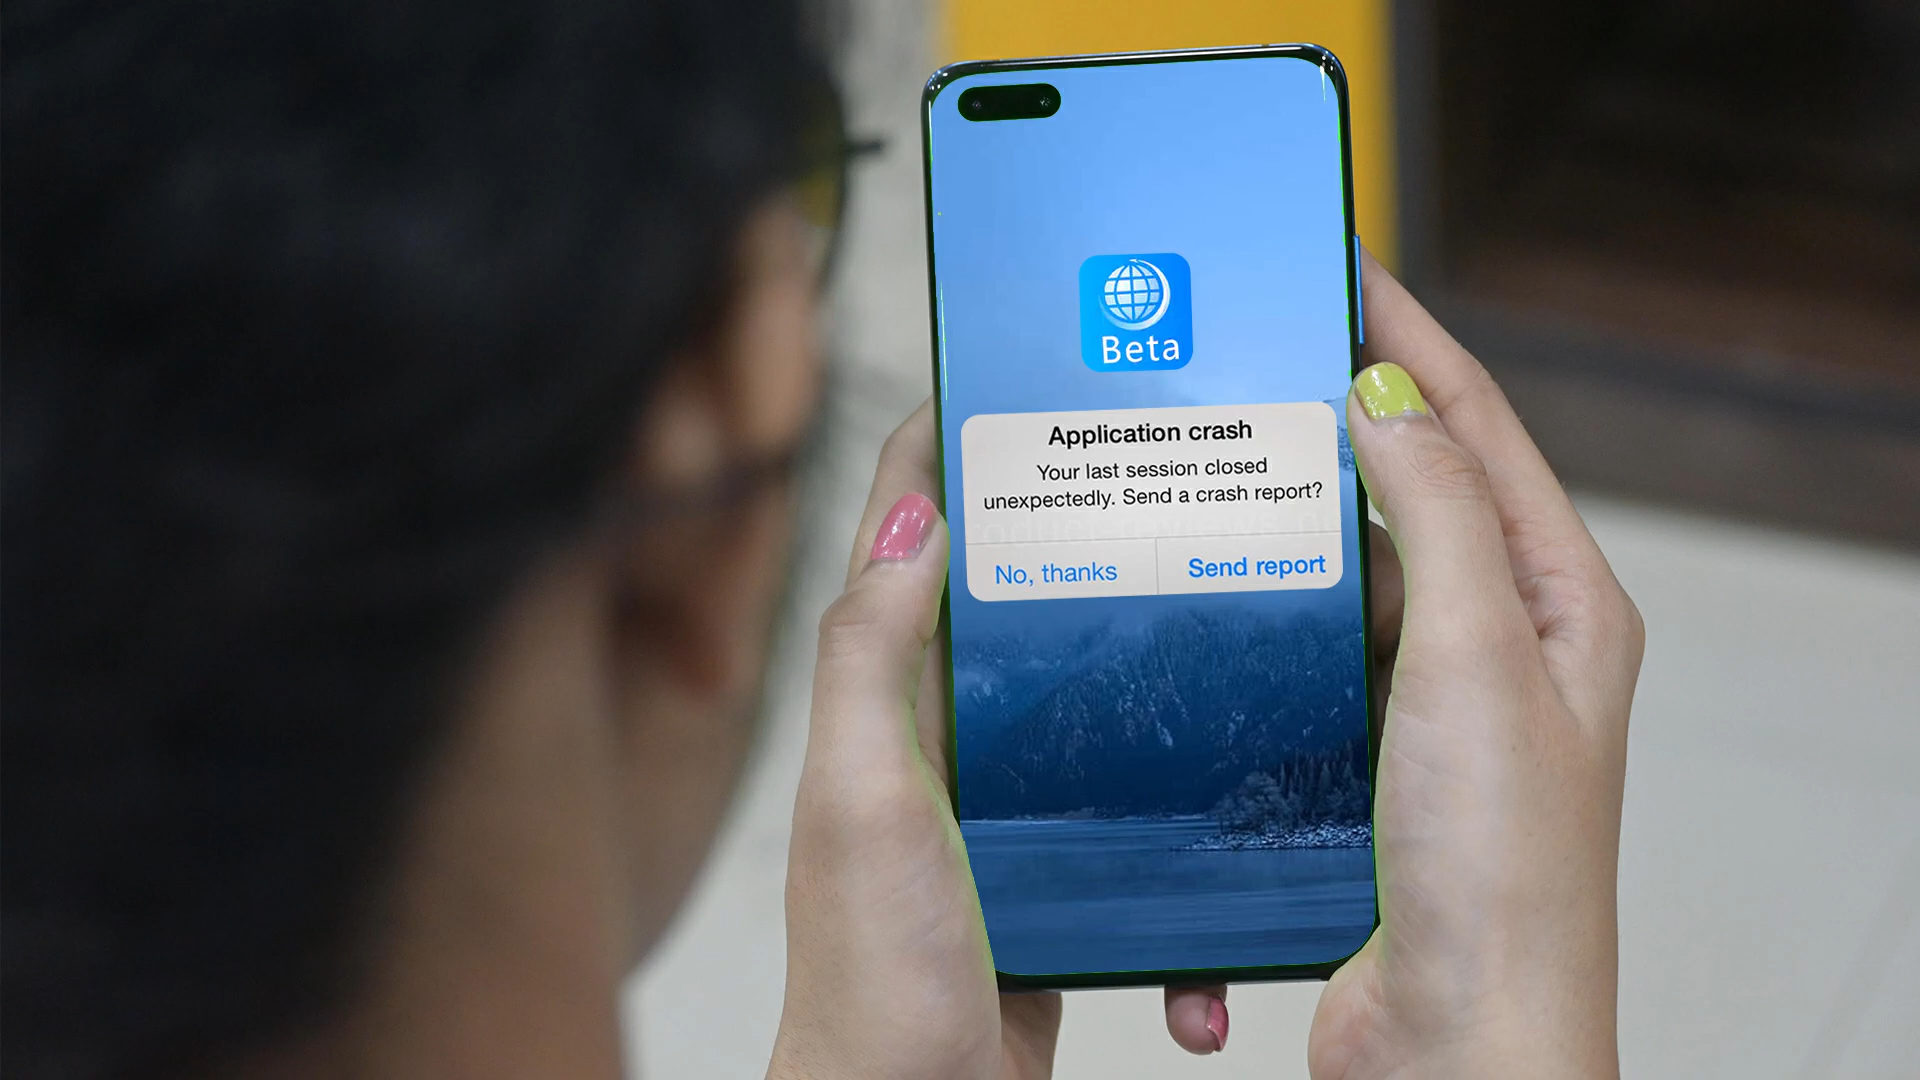 Beta
Application crash
Your last session closed
unexpectedly. Send a crash report?
No, thanks
Send report